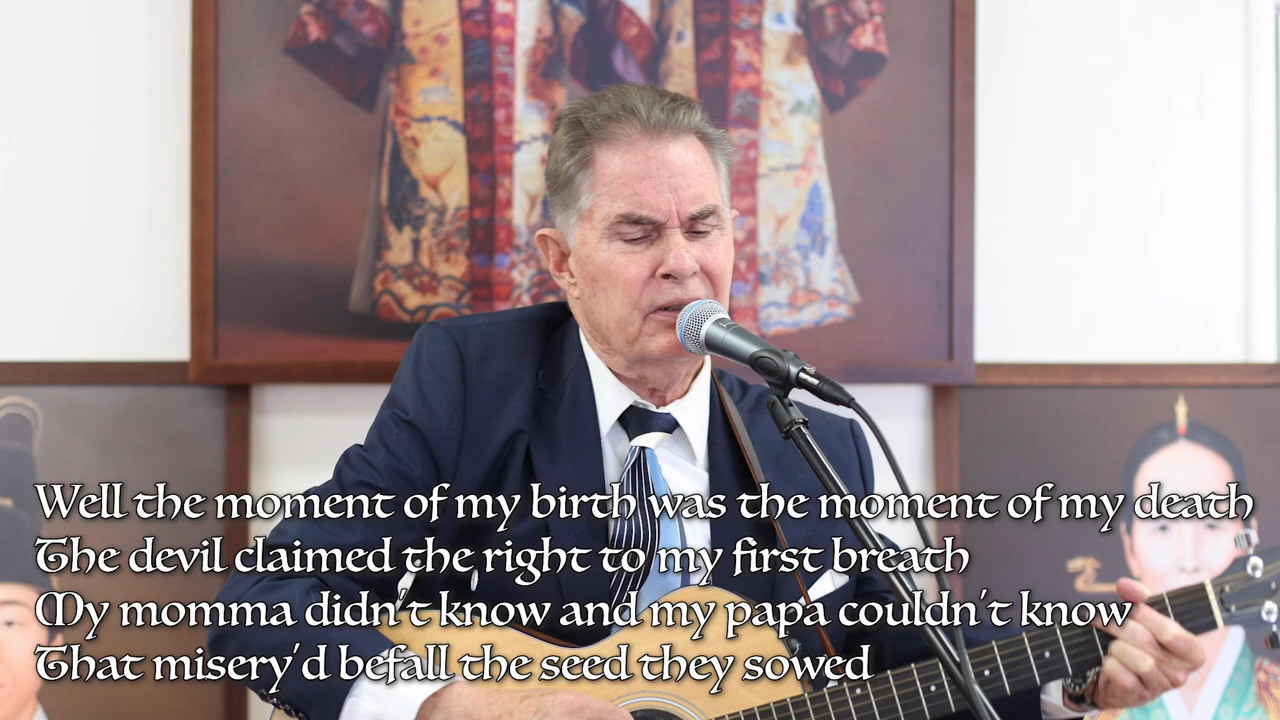 Well the moment of my birth was the moment of my death
The devil claimed the right to my first breath
My momma didn't know and my papa couldn't know
That misery'd befall the seed they sowed